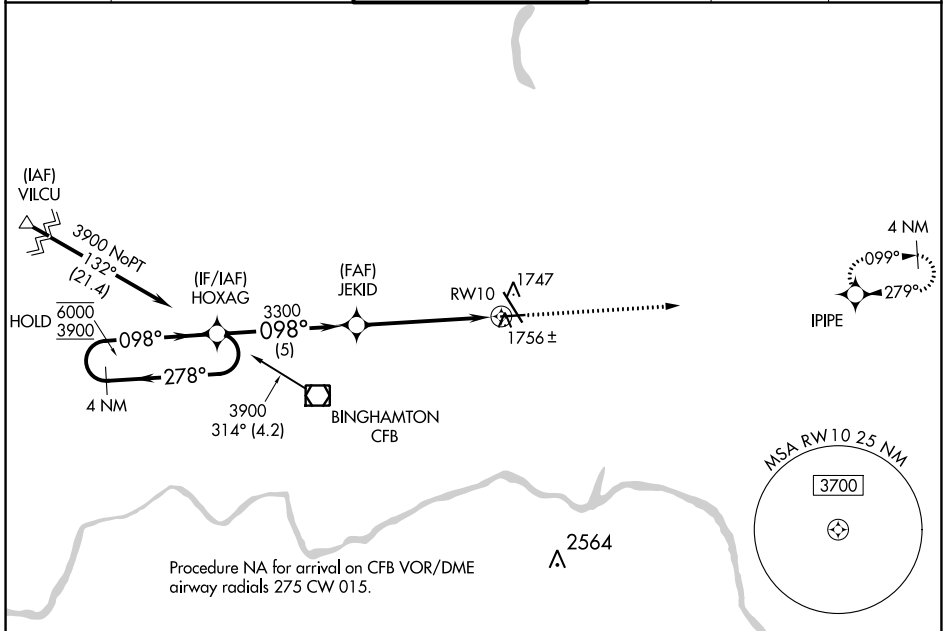 (IAF)
VILCU
3900 NoPT
132°
(21.4)
HOLD
6000
3900
098°
278°
4 NM
(IF/IAF)
HOXAG
3300
098°
(5)
(FAF)
JEKID
3900
314° (4.2)
BINGHAMTON
CFB
RW10
1747
1756 ±
4 NM
099°
279°
IPIPE
MSA RW10 25 NM
3700
2564
Procedure NA for arrival on CFB VOR/DME
airway radials 275 CW 015.